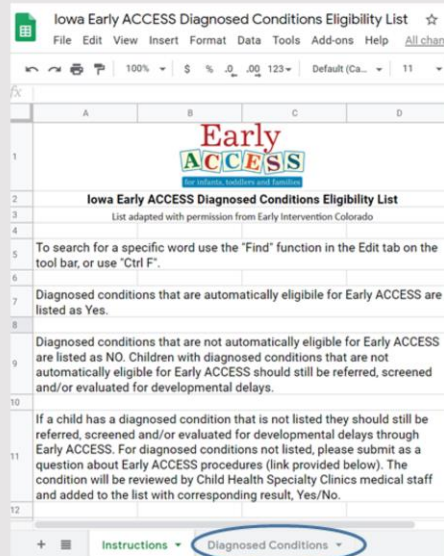 Iowa Early ACCESS Diagnosed Conditions Eligibility List
File Edit View Insert Format Data Tools Add-ons Help All chan
100% $ % .0 .00 123 Default (Ca... 11
fx
A B C D
Early
ACCESS
for infants, toddlers and families
1
2 Iowa Early ACCESS Diagnosed Conditions Eligibility List
3 List adapted with permission from Early Intervention Colorado
4
To search for a specific word use the "Find" function in the Edit tab on the
5 tool bar, or use "Ctrl F".
6
Diagnosed conditions that are automatically eligibile for Early ACCESS are
7 listed as Yes.
8
Diagnosed conditions that are not automatically eligible for Early ACCESS
are listed as NO. Children with diagnosed conditions that are not
9 automatically eligible for Early ACCESS should still be referred, screened
and/or evaluated for developmental delays.
10
If a child has a diagnosed condition that is not listed they should still be
referred, screened and/or evaluated for developmental delays through
11 Early ACCESS. For diagnosed conditions not listed, please submit as a
question about Early ACCESS procedures (link provided below). The
condition will be reviewed by Child Health Specialty Clinics medical staff
and added to the list with corresponding result, Yes/No.
12
Instructions Diagnosed Conditions